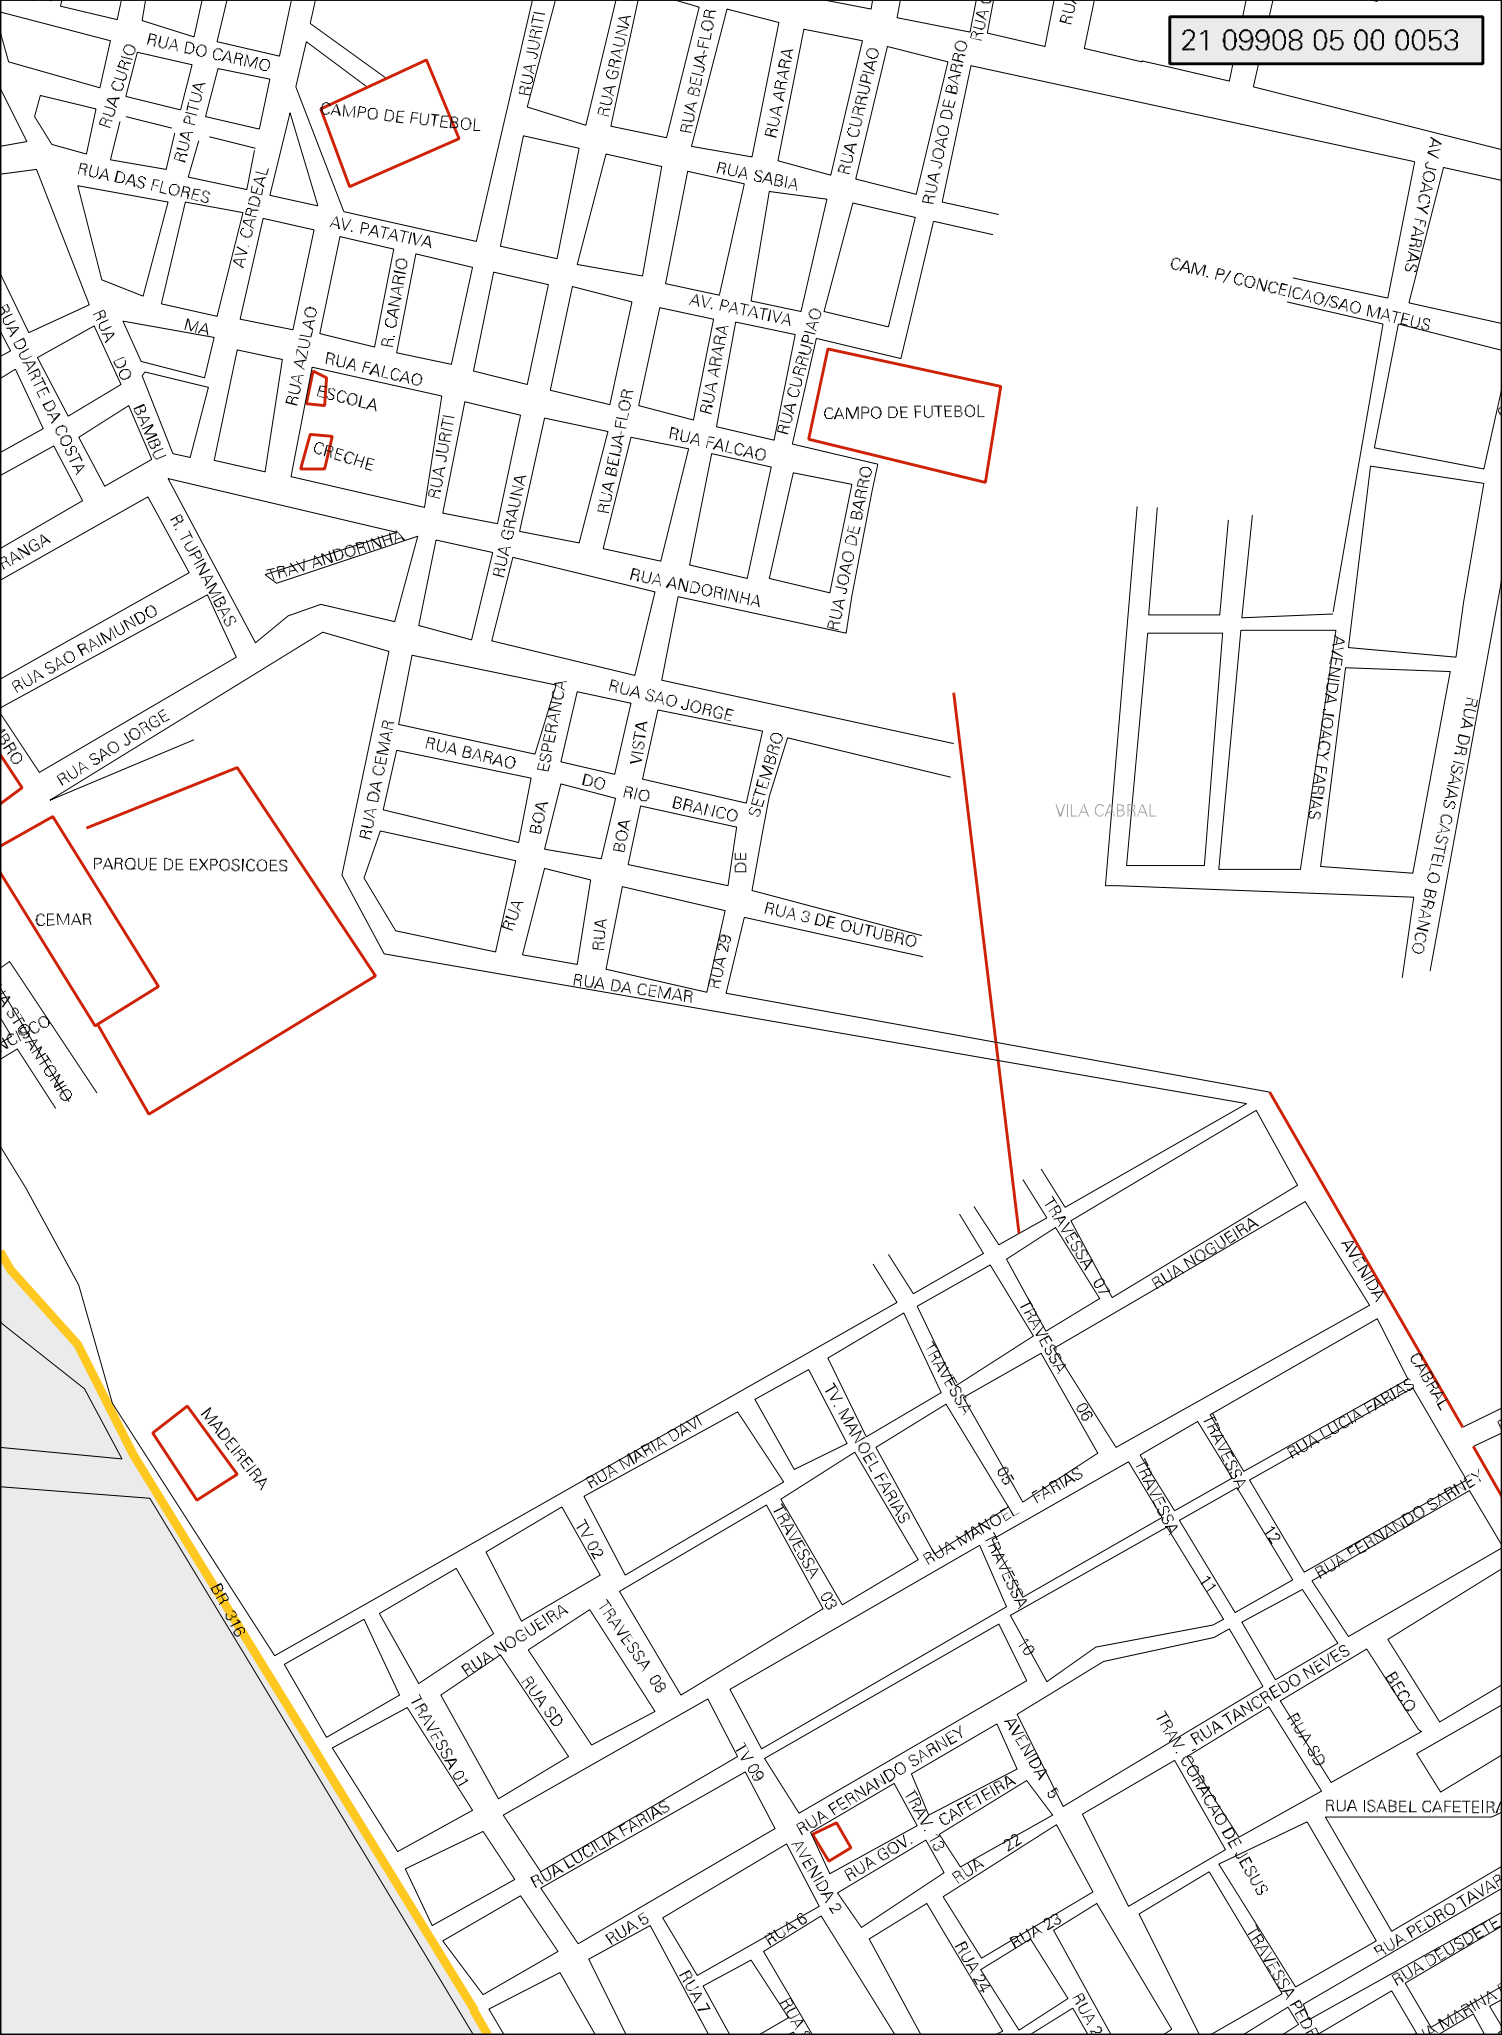 21 09908 05 00 0053
RUA DO CARMO
RUA CURIO
RUA PITUA
RUA DAS FLORES
AV. CARDEAL
CAMPO DE FUTEBOL
RUA JURITI
RUA GRAUNA
RUA BEIJA-FLOR
RUA ARARA
RUA CURRUPIAO
RUA JOAO DE BARRO
RUA SABIA
AV. PATATIVA
AV JOACY FARIAS
CAM. P/ CONCEICAO/SAO MATEUS
RUA DUARTE DA COSTA
RUA DO BAMBU
MA
RUA AZULAO
R. CANARIO
RUA FALCAO
ESCOLA
CRECHE
RUA JURITI
RUA GRAUNA
RUA BEIJA-FLOR
AV. PATATIVA
RUA ARARA
RUA CURRUPIAO
CAMPO DE FUTEBOL
RUA FALCAO
RUA JOAO DE BARRO
RANGA
R. TUPINAMBAS
TRAV ANDORINHA
RUA ANDORINHA
RUA SAO RAIMUNDO
RUA SAO JORGE
RUA SAO JORGE
RUA DA CEMAR
RUA BARAO DO RIO BRANCO
RUA BOA ESPERANCA
RUA BOA VISTA
RUA 29 DE SETEMBRO
RUA 3 DE OUTUBRO
RUA DA CEMAR
VILA CABRAL
AVENIDA JOACY FARIAS
RUA DR ISAIAS CASTELO BRANCO
PARQUE DE EXPOSICOES
CEMAR
STO ANTONIO
MADEIREIRA
BR 316
RUA MARIA DAVI
TRAVESSA 07
RUA NOGUEIRA
AVENIDA CABRAL
TRAVESSA 06
TRAVESSA 05
TV. MANOEL FARIAS
RUA MANOEL FARIAS
RUA LUCIA FARIAS
TRAVESSA 12
TRAVESSA 11
RUA FERNANDO SARNEY
TV 02
TRAVESSA 03
TRAVESSA 10
RUA NOGUEIRA
TRAVESSA 08
RUA SD
TRAVESSA 01
TV 09
RUA TANCREDO NEVES
BECO
RUA SD
RUA FERNANDO SARNEY
AVENIDA 5
TRAV. CORACAO DE JESUS
RUA ISABEL CAFETEIRA
RUA LUCILIA FARIAS
AVENIDA 2
RUA GOV. CAFETEIRA
TRAV. 13
RUA 22
RUA 5
RUA 6
RUA 7
RUA 23
RUA 24
TRAVESSA PEDR
RUA PEDRO TAVAR
RUA DEUSDETE